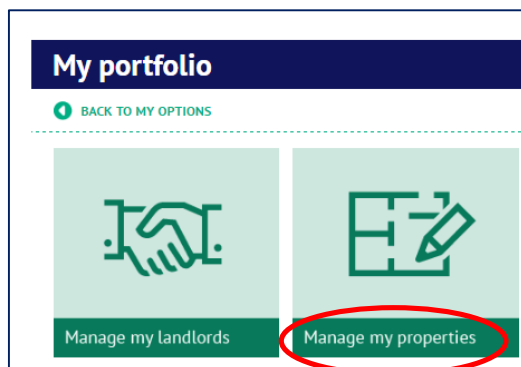 My portfolio
BACK TO MY OPTIONS
Manage my landlords
Manage my properties